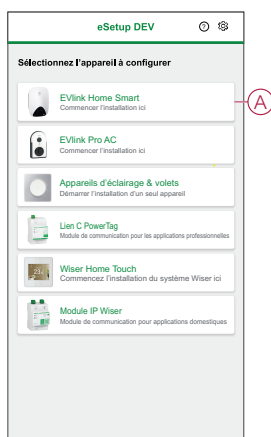 eSetup DEV
Sélectionnez l'appareil à configurer
EVlink Home Smart
Commencer l'installation ici
A
EVlink Pro AC
Commencer l'installation ici
Appareils d'éclairage & volets
Démarrer l'installation d'un seul appareil
Lien C PowerTag
Module de communication pour les applications professionnelles
Wiser Home Touch
Commencez l'installation du système Wiser ici
Module IP Wiser
Module de communication pour applications domestiques